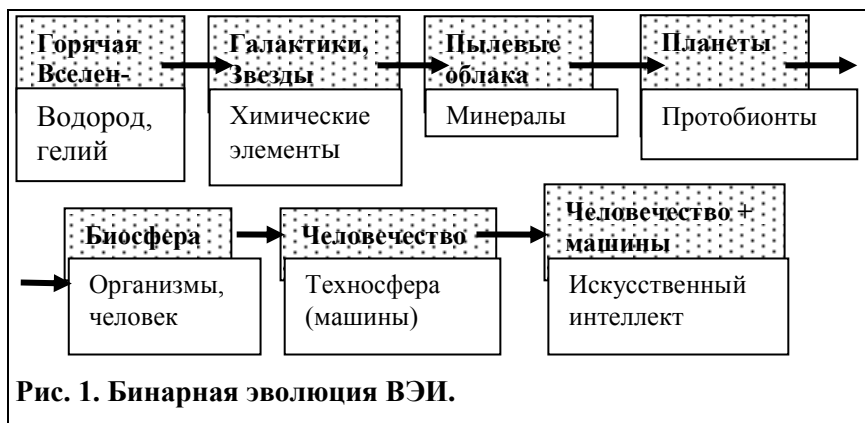 Горячая
Вселен-
Водород,
гелий
Галактики,
Звезды
Химические
элементы
Пылевые
облака
Минералы
Планеты
Протобионты
Биосфера
Организмы,
человек
Человечество
Техносфера
(машины)
Человечество +
машины
Искусственный
интеллект
Рис. 1. Бинарная эволюция ВЭИ.